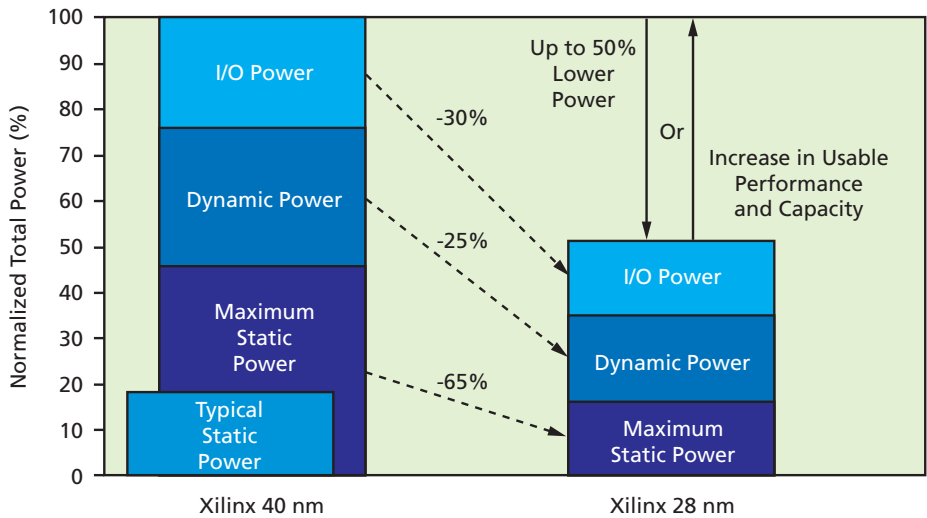 Normalized Total Power (%)
100
90
80
70
60
50
40
30
20
10
0
I/O Power
Dynamic Power
Maximum
Static
Power
Typical
Static
Power
-30%
-25%
-65%
Up to 50%
Lower
Power
Or
Increase in Usable
Performance
and Capacity
I/O Power
Dynamic Power
Maximum
Static Power
Xilinx 40 nm
Xilinx 28 nm